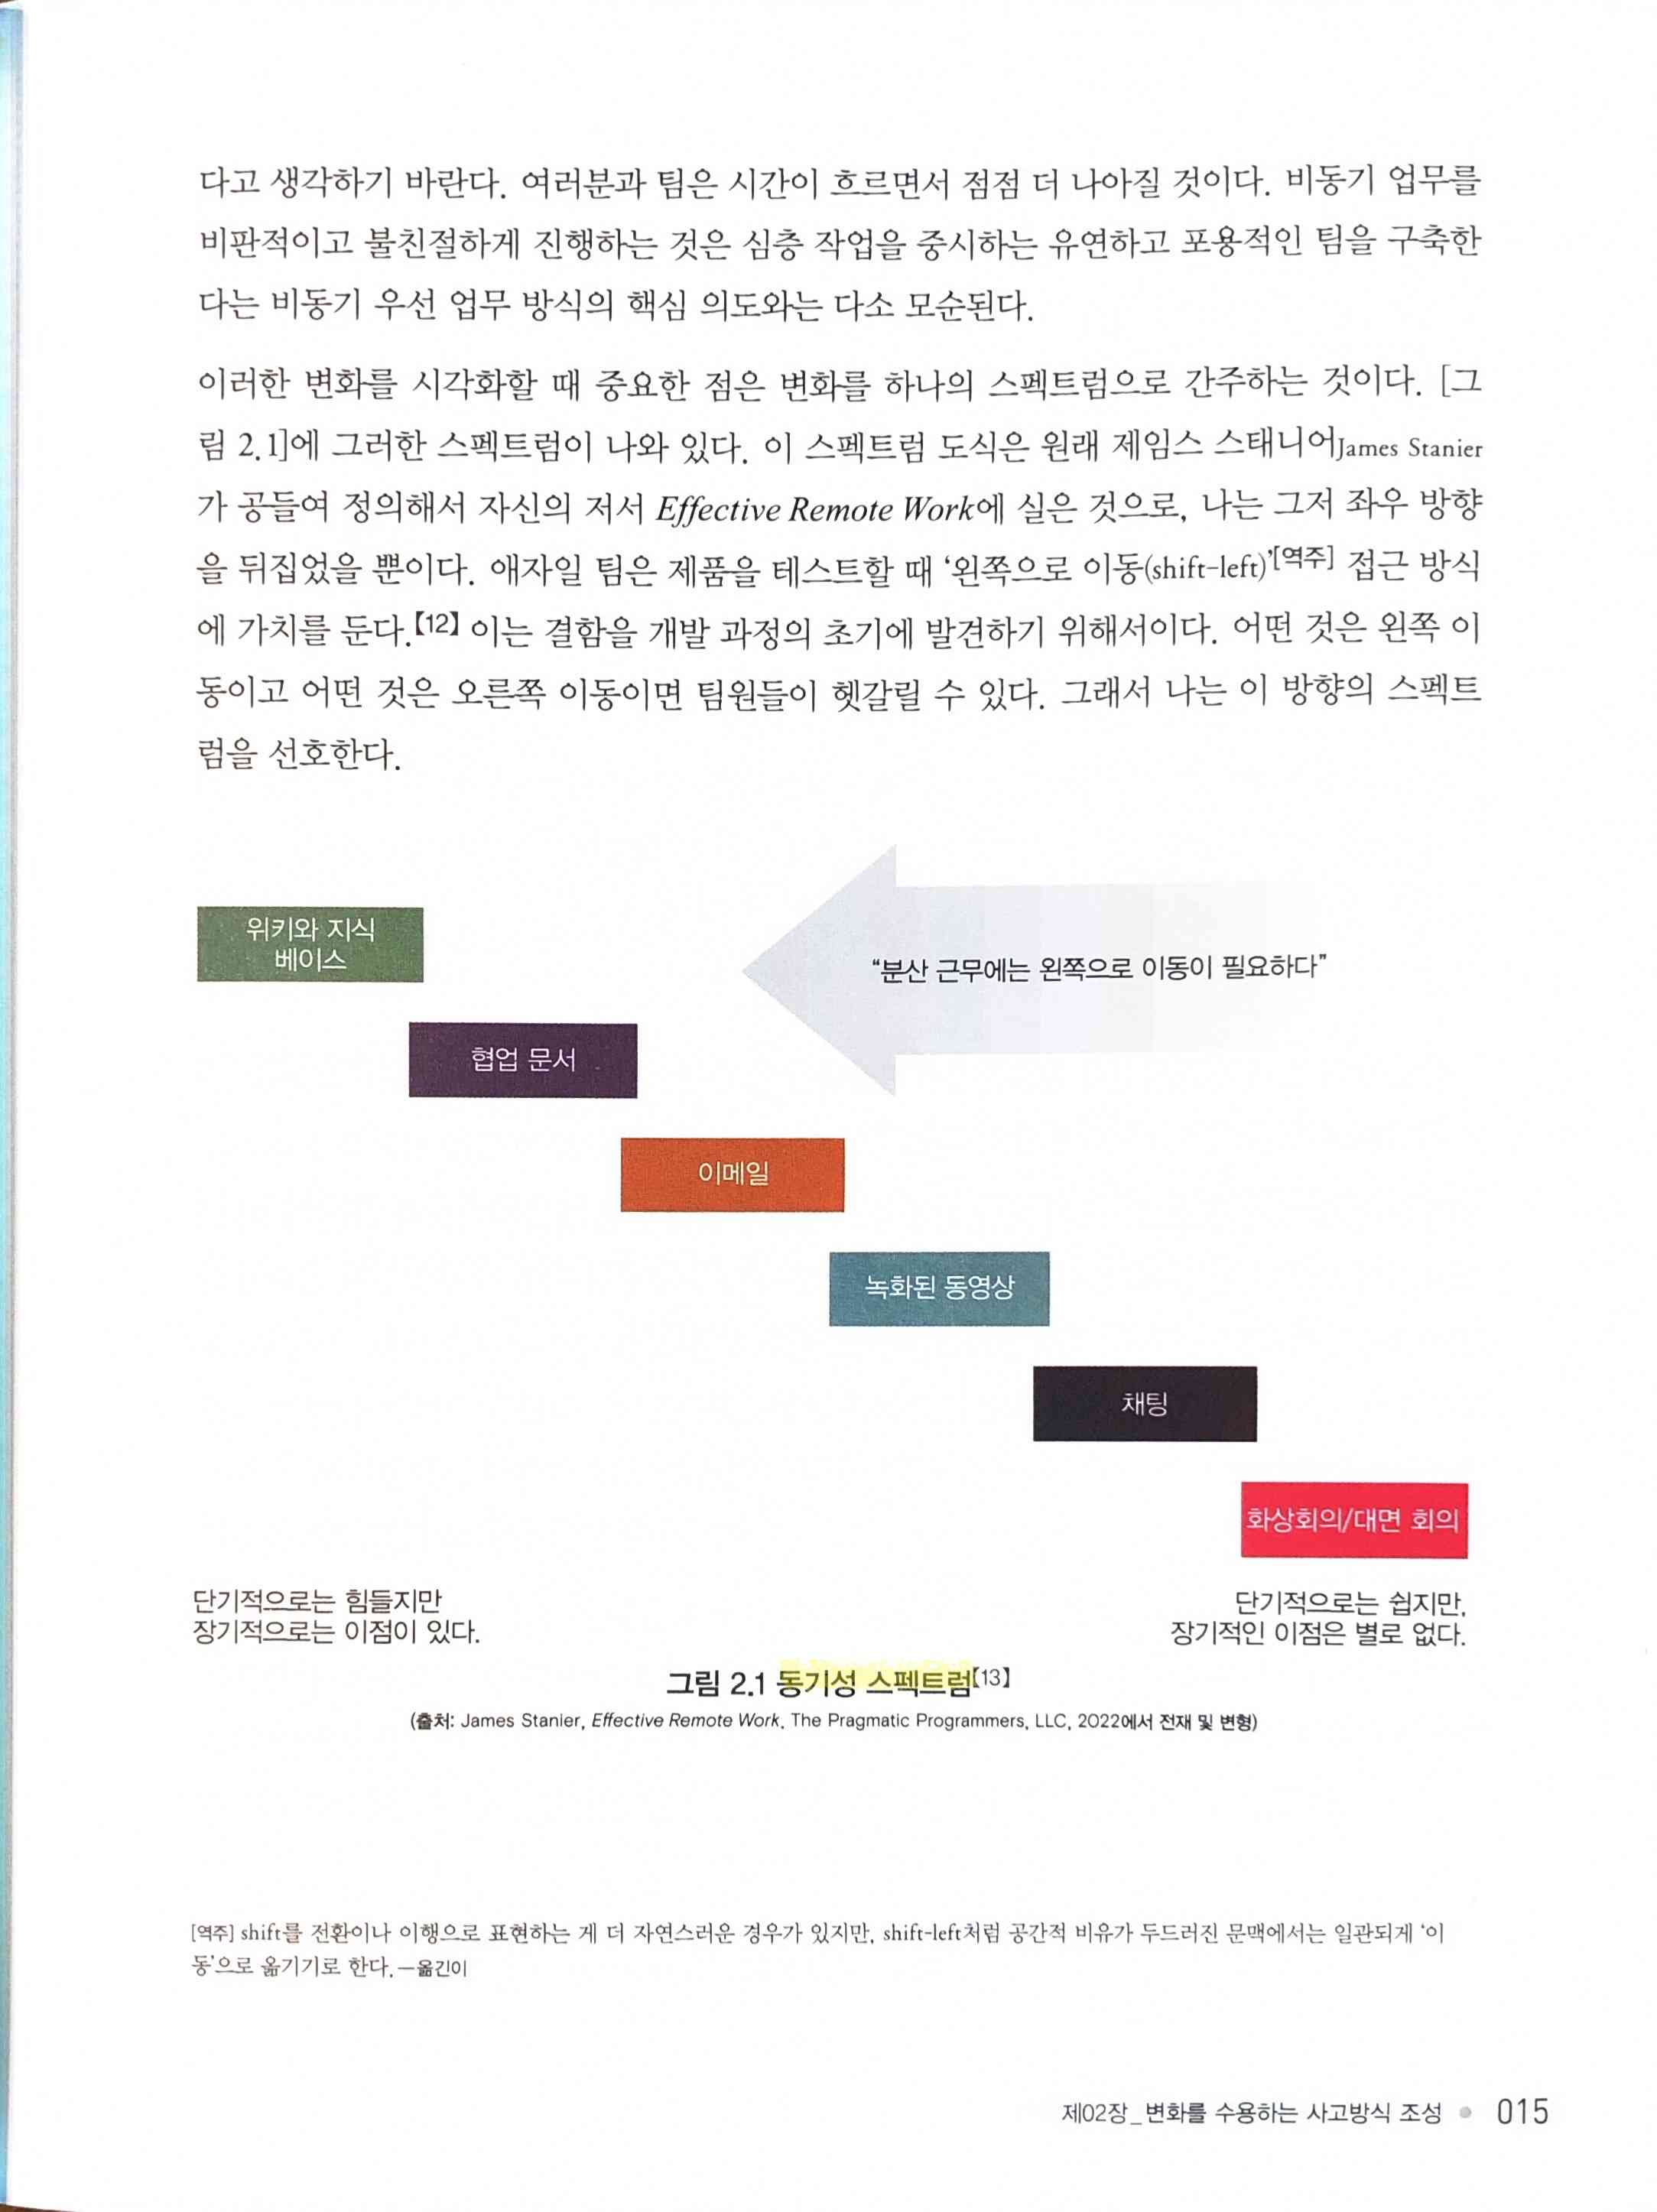 다고 생각하기 바란다. 여러분과 팀은 시간이 흐르면서 점점 더 나아질 것이다. 비동기 업무를
비판적이고 불친절하게 진행하는 것은 심층 작업을 중시하는 유연하고 포용적인 팀을 구축한
다는 비동기 우선 업무 방식의 핵심 의도와는 다소 모순된다.
이러한 변화를 시각화할 때 중요한 점은 변화를 하나의 스펙트럼으로 간주하는 것이다. [그
림 2.1]에 그러한 스펙트럼이 나와 있다. 이 스펙트럼 도식은 원래 제임스 스태니어James Stanier
가 공들여 정의해서 자신의 저서 Effective Remote Work에 실은 것으로, 나는 그저 좌우 방향
을 뒤집었을 뿐이다. 애자일 팀은 제품을 테스트할 때 ‘왼쪽으로 이동(shift-left)’[역주] 접근 방식
에 가치를 둔다.【12】 이는 결함을 개발 과정의 초기에 발견하기 위해서이다. 어떤 것은 왼쪽 이
동이고 어떤 것은 오른쪽 이동이면 팀원들이 헷갈릴 수 있다. 그래서 나는 이 방향의 스펙트
럼을 선호한다.
위키와 지식
베이스
“분산 근무에는 왼쪽으로 이동이 필요하다”
협업 문서
이메일
녹화된 동영상
채팅
화상회의/대면 회의
단기적으로는 힘들지만
장기적으로는 이점이 있다.
단기적으로는 쉽지만,
장기적인 이점은 별로 없다.
그림 2.1 동기성 스펙트럼【13】
(출처: James Stanier, Effective Remote Work, The Pragmatic Programmers, LLC, 2022에서 전재 및 변형)
[역주] shift를 전환이나 이행으로 표현하는 게 더 자연스러운 경우가 있지만, shift-left처럼 공간적 비유가 두드러진 문맥에서는 일관되게 ‘이
동’으로 옮기기로 한다. —옮긴이
제02장_변화를 수용하는 사고방식 조성 ● 015